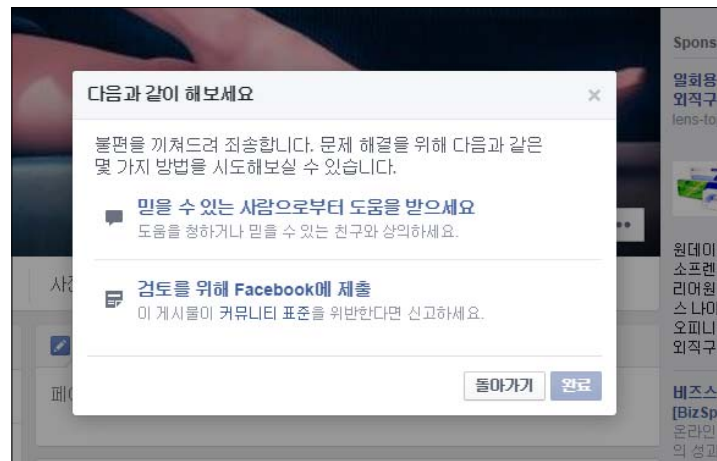 다음과 같이 해보세요
불편을 끼쳐드려 죄송합니다. 문제 해결을 위해 다음과 같은
몇 가지 방법을 시도해보실 수 있습니다.
믿을 수 있는 사람으로부터 도움을 받으세요
도움을 청하거나 믿을 수 있는 친구와 상의하세요.
검토를 위해 Facebook에 제출
이 게시물이 커뮤니티 표준을 위반한다면 신고하세요.
돌아가기 완료
Spons
일회용
외직구
lens-to
원데이
소프렌
리어원
스 나이
오피니
외직구
비즈스
[BizSp
온라인
의 성과
페이